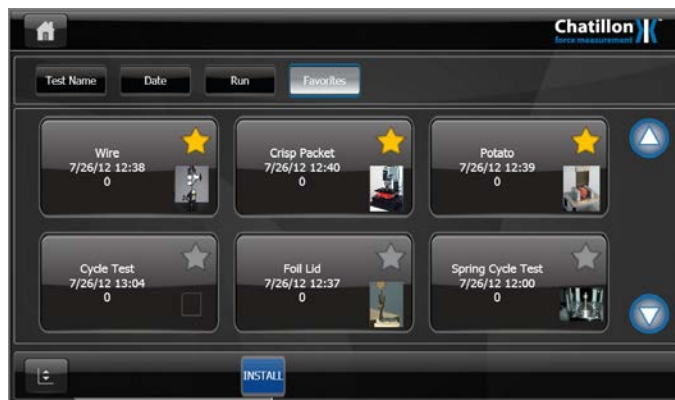 Chatillon
force measurement
Test Name
Date
Run
Favorites
Wire
7/26/12 12:38
0
Crisp Packet
7/26/12 12:40
0
Potato
7/26/12 12:39
0
Cycle Test
7/26/12 13:04
0
Foil Lid
7/26/12 12:37
0
Spring Cycle Test
7/26/12 12:00
0
INSTALL